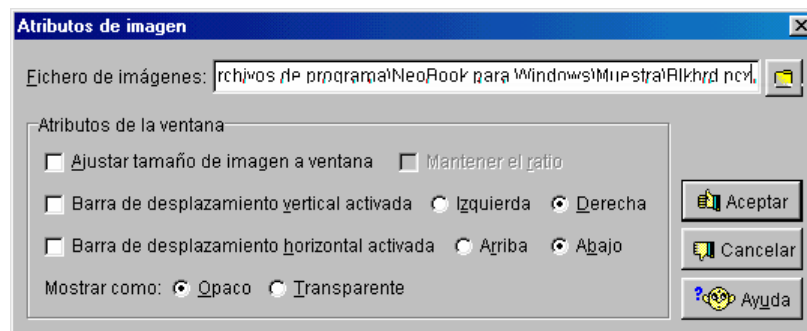 Atributos de imagen
Fichero de imágenes: rchivos de programa\NeoBook para Windows\Muestra\Blkhrd.pcx
Atributos de la ventana
Ajustar tamaño de imagen a ventana Mantener el ratio
Barra de desplazamiento vertical activada Izquierda Derecha
Aceptar
Barra de desplazamiento horizontal activada Arriba Abajo
Cancelar
Mostrar como: Opaco Transparente
Ayuda